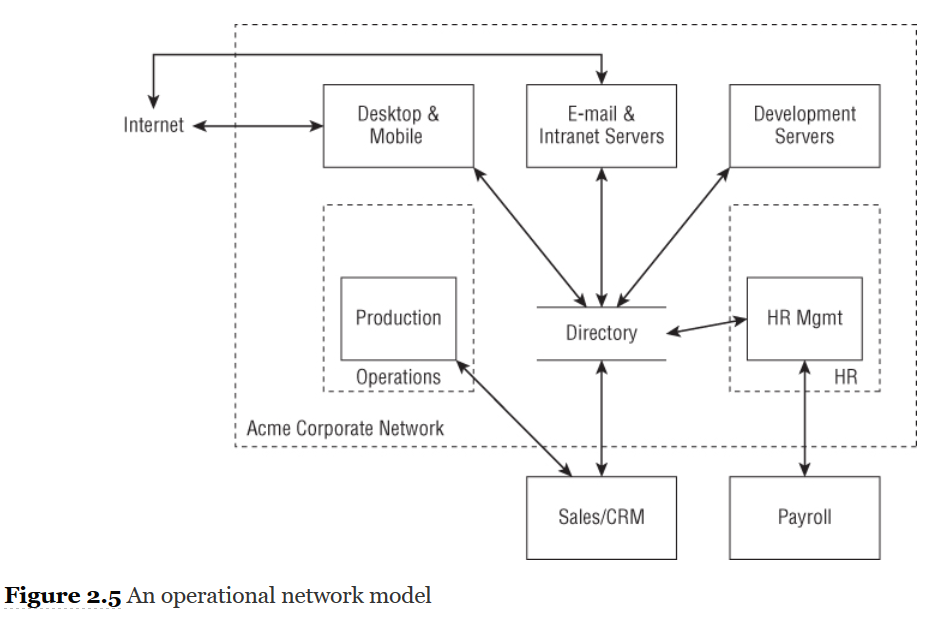 Desktop &
Mobile
E-mail &
Intranet Servers
Development
Servers
Internet
Production
Operations
Directory
HR Mgmt
HR
Acme Corporate Network
Sales/CRM
Payroll
Figure 2.5 An operational network model